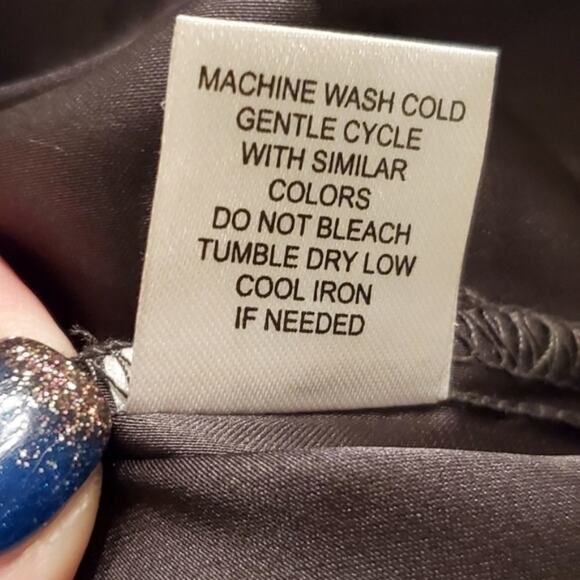 MACHINE WASH COLD
GENTLE CYCLE
WITH SIMILAR
COLORS
DO NOT BLEACH
TUMBLE DRY LOW
COOL IRON
IF NEEDED